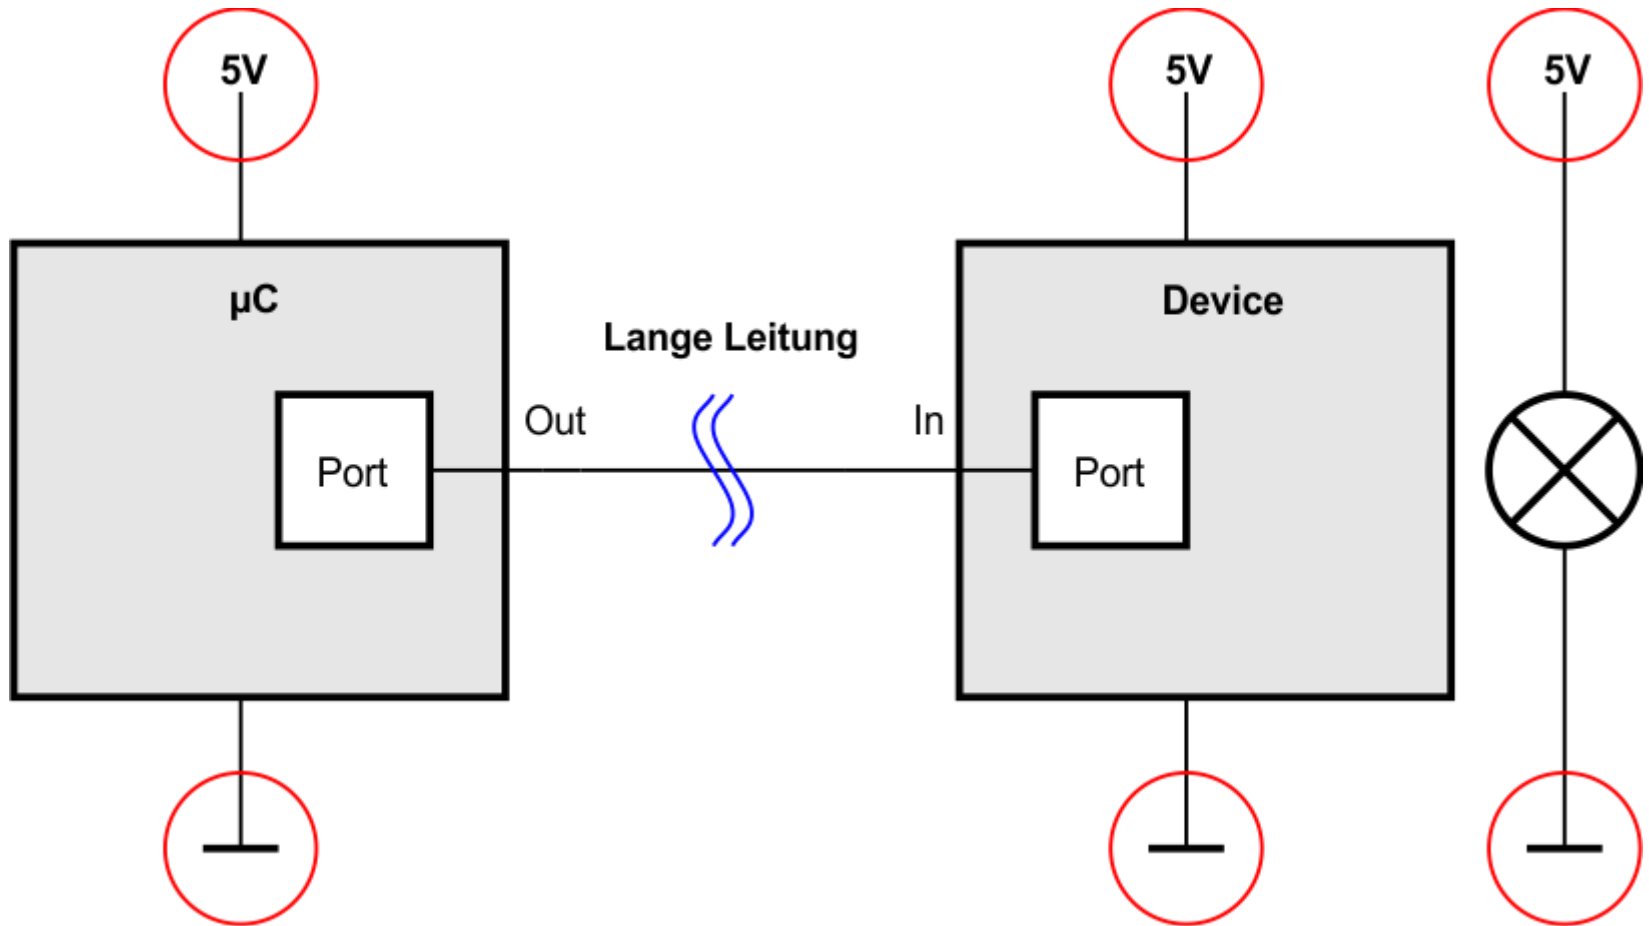 5V
5V
5V
µC
Device
Lange Leitung
Out
In
Port
Port